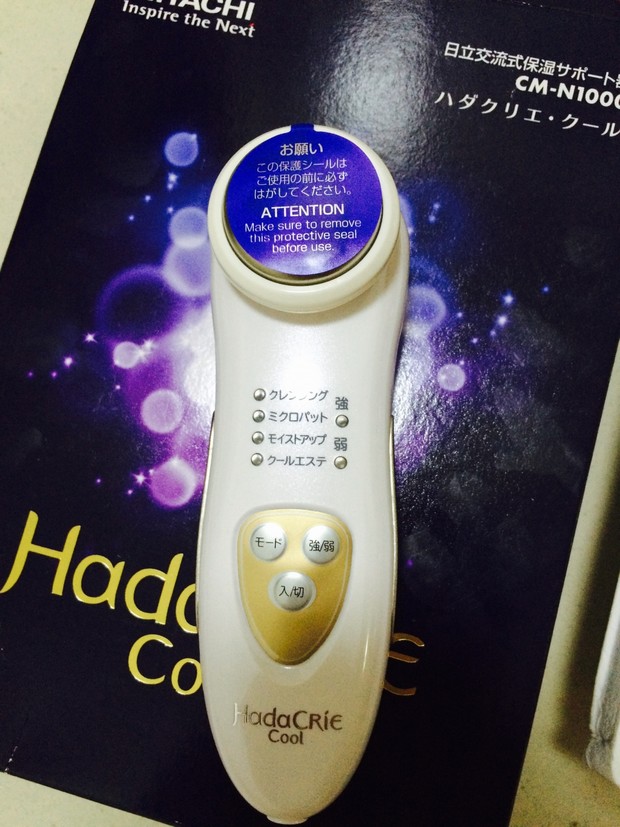 HITACHI
Inspire the Next
日立交流式保湿サポート器
CM-N1000
ハダクリエ・クール
お願い
この保護シールは
ご使用の前に必ず
はがしてください。
ATTENTION
Make sure to remove
this protective seal
before use.
クレンジング 強
ミクロパット
モイストアップ 弱
クールエステ
モード 強/弱
入/切
HadaCRiE
Cool
Hada E
Co